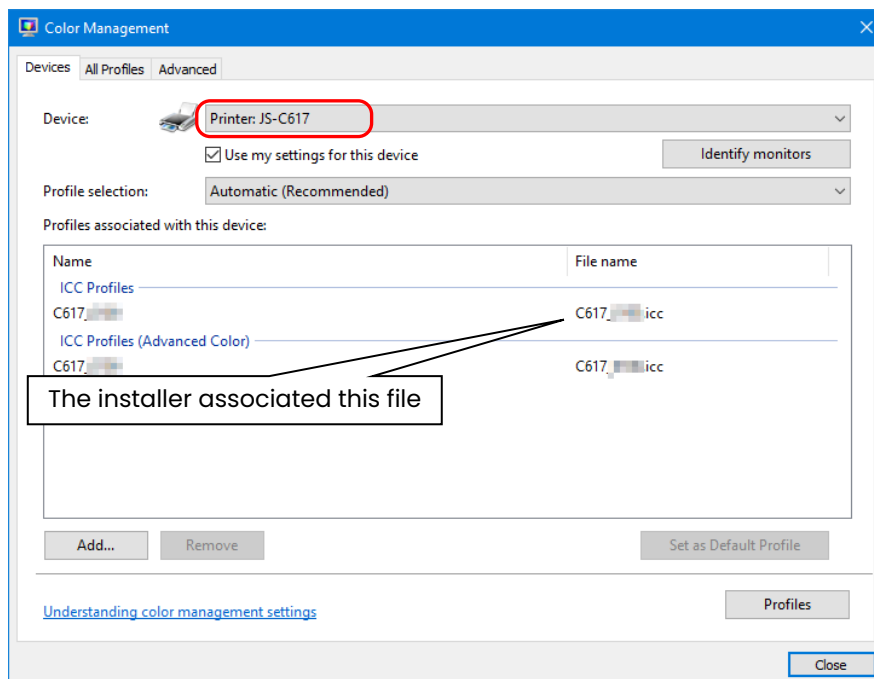 Color Management
Devices All Profiles Advanced
Device: Printer: JS-C617
Use my settings for this device Identify monitors
Profile selection: Automatic (Recommended)
Profiles associated with this device:
Name File name
ICC Profiles
C617_ C617_ icc
ICC Profiles (Advanced Color)
C617_ C617_ icc
The installer associated this file
Add... Remove Set as Default Profile
Understanding color management settings Profiles
Close